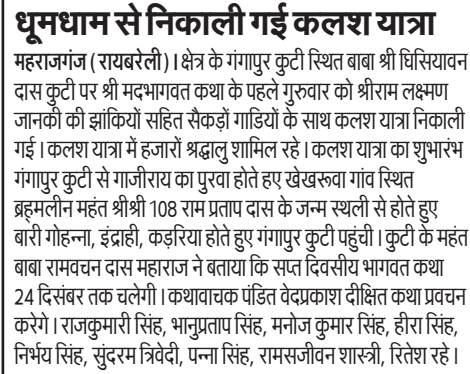 धूमधाम से निकाली गई कलश यात्रा
महराजगंज ( रायबरेली ) । क्षेत्र के गंगापुर कुटी स्थित बाबा श्री घिसियावन
दास कुटी पर श्री मदभागवत कथा के पहले गुरुवार को श्रीराम लक्ष्मण
जानकी की झांकियों सहित सैकड़ों गाडियों के साथ कलश यात्रा निकाली
गई । कलश यात्रा में हजारों श्रद्धालु शामिल रहे । कलश यात्रा का शुभारंभ
गंगापुर कुटी से गाजीराय का पुरवा होते हए खेखरूवा गांव स्थित
ब्रह्मलीन महंत श्रीश्री 108 राम प्रताप दास के जन्म स्थली से होते हुए
बारी गोहन्ना, इंद्राही, कड़रिया होते हुए गंगापुर कुटी पहुंची । कुटी के महंत
बाबा रामवचन दास महाराज ने बताया कि सप्त दिवसीय भागवत कथा
24 दिसंबर तक चलेगी । कथावाचक पंडित वेदप्रकाश दीक्षित कथा प्रवचन
करेगे । राजकुमारी सिंह, भानुप्रताप सिंह, मनोज कुमार सिंह, हीरा सिंह,
निर्भय सिंह, सुंदरम त्रिवेदी, पन्ना सिंह, रामसजीवन शास्त्री, रितेश रहे ।